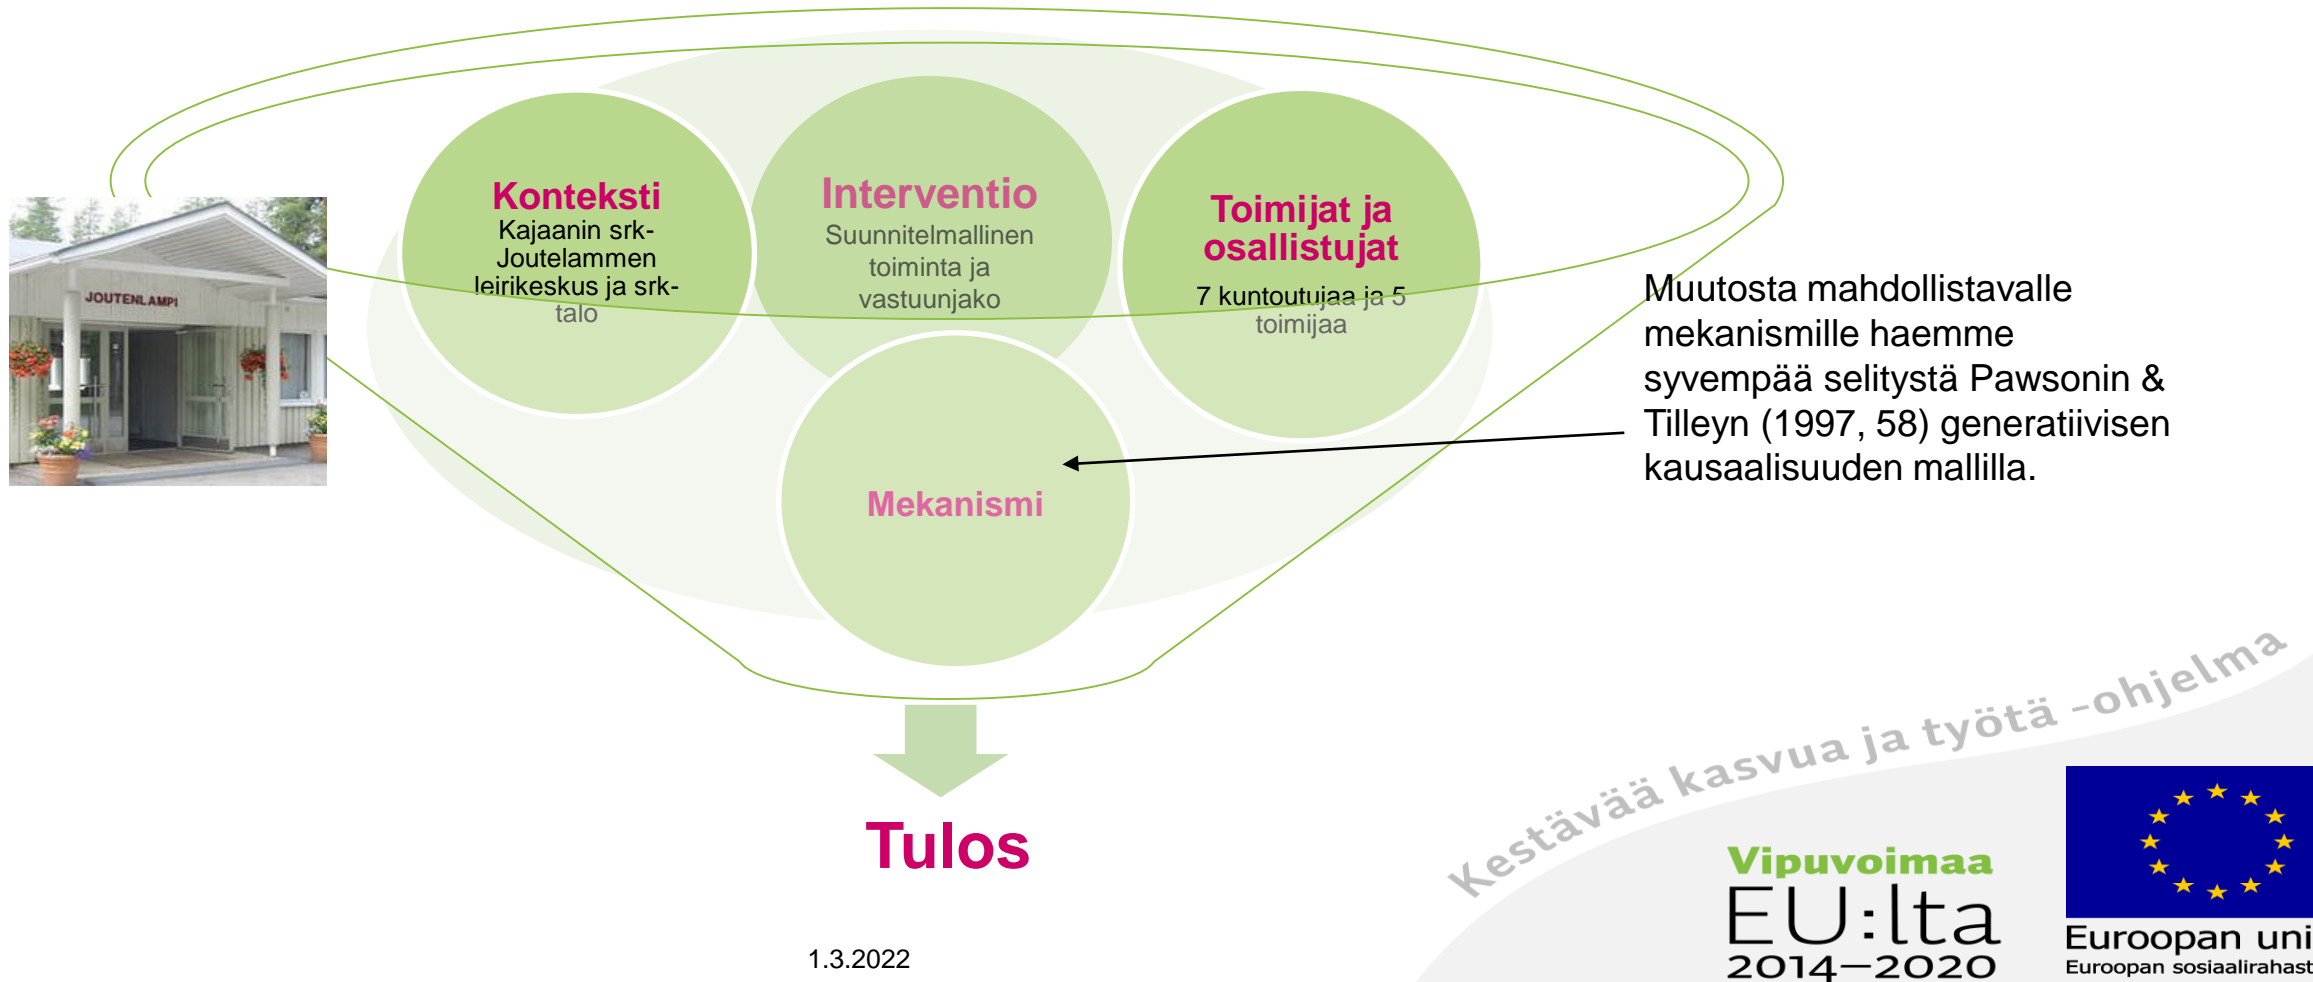 JOUTENLAMPI
Konteksti
Kajaanin srk-
Joutelammen
leirikeskus ja srk-
talo
Interventio
Suunnitelmallinen
toiminta ja
vastuunjako
Toimijat ja
osallistujat
7 kuntoutujaa ja 5
toimijaa
Mekanismi
Muutosta mahdollistavalle
mekanismille haemme
syvempää selitystä Pawsonin &
Tilleyn (1997, 58) generatiivisen
kausaalisuuden mallilla.
Tulos
1.3.2022
Kestävää kasvua ja työtä -ohjelma
Vipuvoimaa
EU:lta
2014—2020
Euroopan uni
Euroopan sosiaalirahast